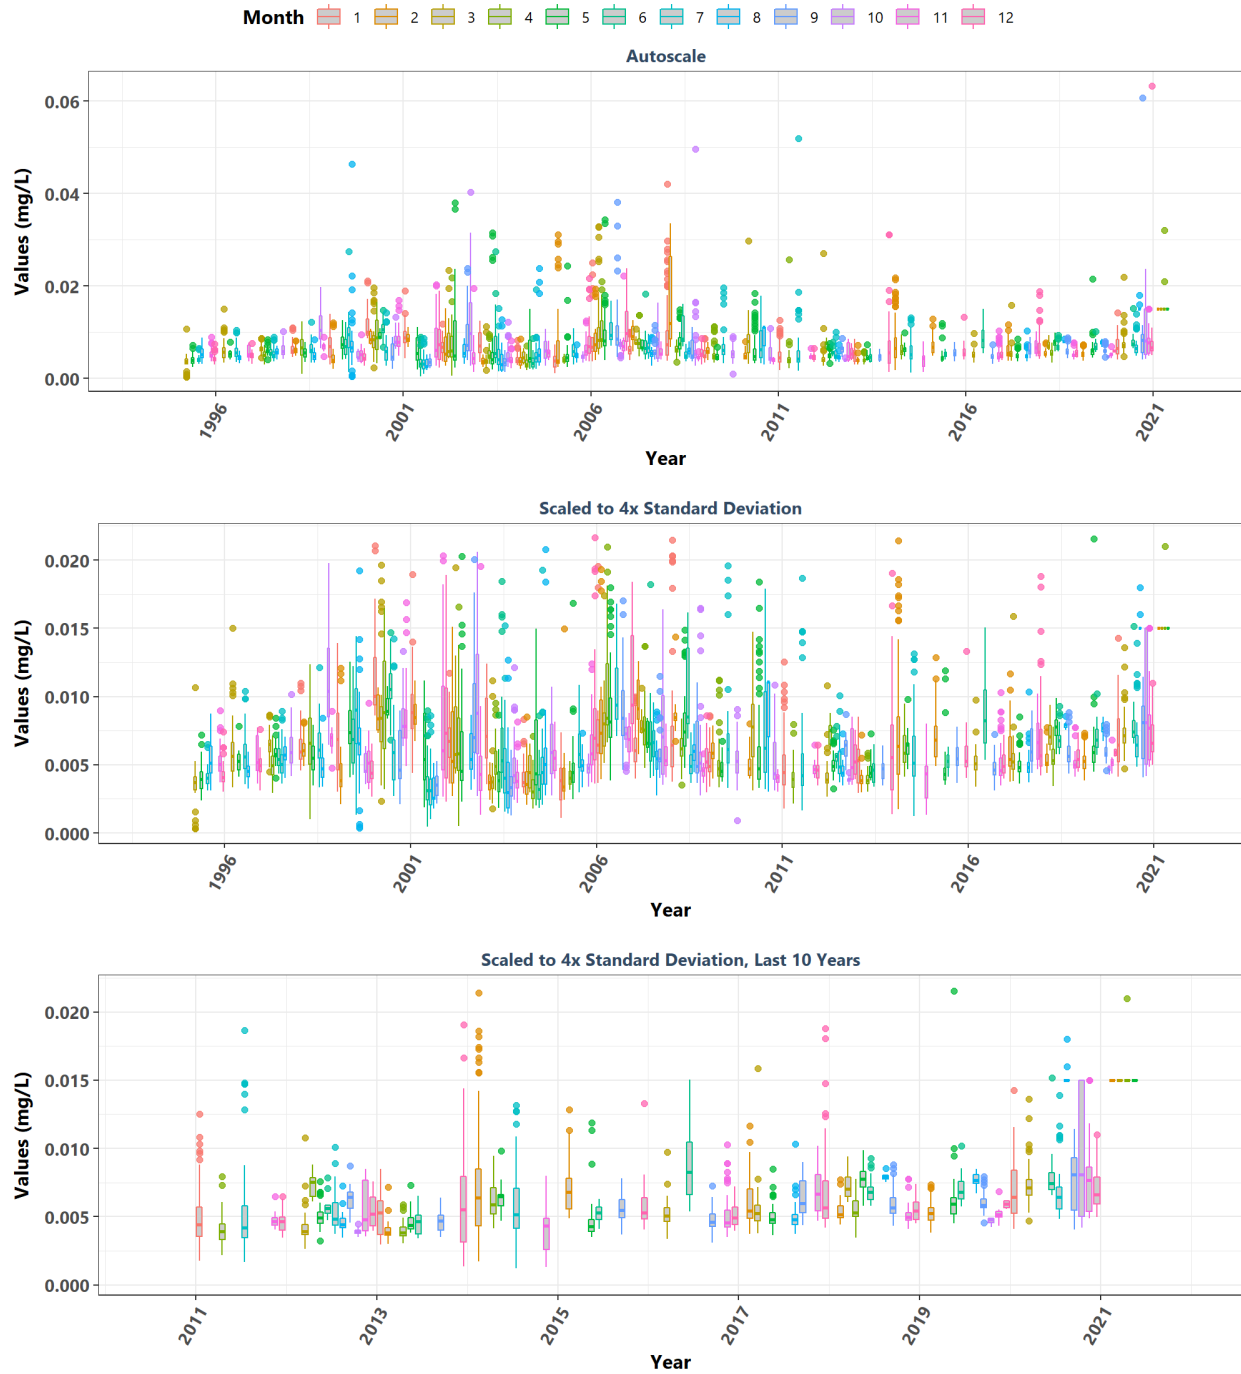 Month 1 2 3 4 5 6 7 8 9 10 11 12
Autoscale
Values (mg/L)
0.06
0.04
0.02
0.00
1996 2001 2006 2011 2016 2021
Year
Scaled to 4x Standard Deviation
Values (mg/L)
0.020
0.015
0.010
0.005
0.000
1996 2001 2006 2011 2016 2021
Year
Scaled to 4x Standard Deviation, Last 10 Years
Values (mg/L)
0.020
0.015
0.010
0.005
0.000
2011 2013 2015 2017 2019 2021
Year